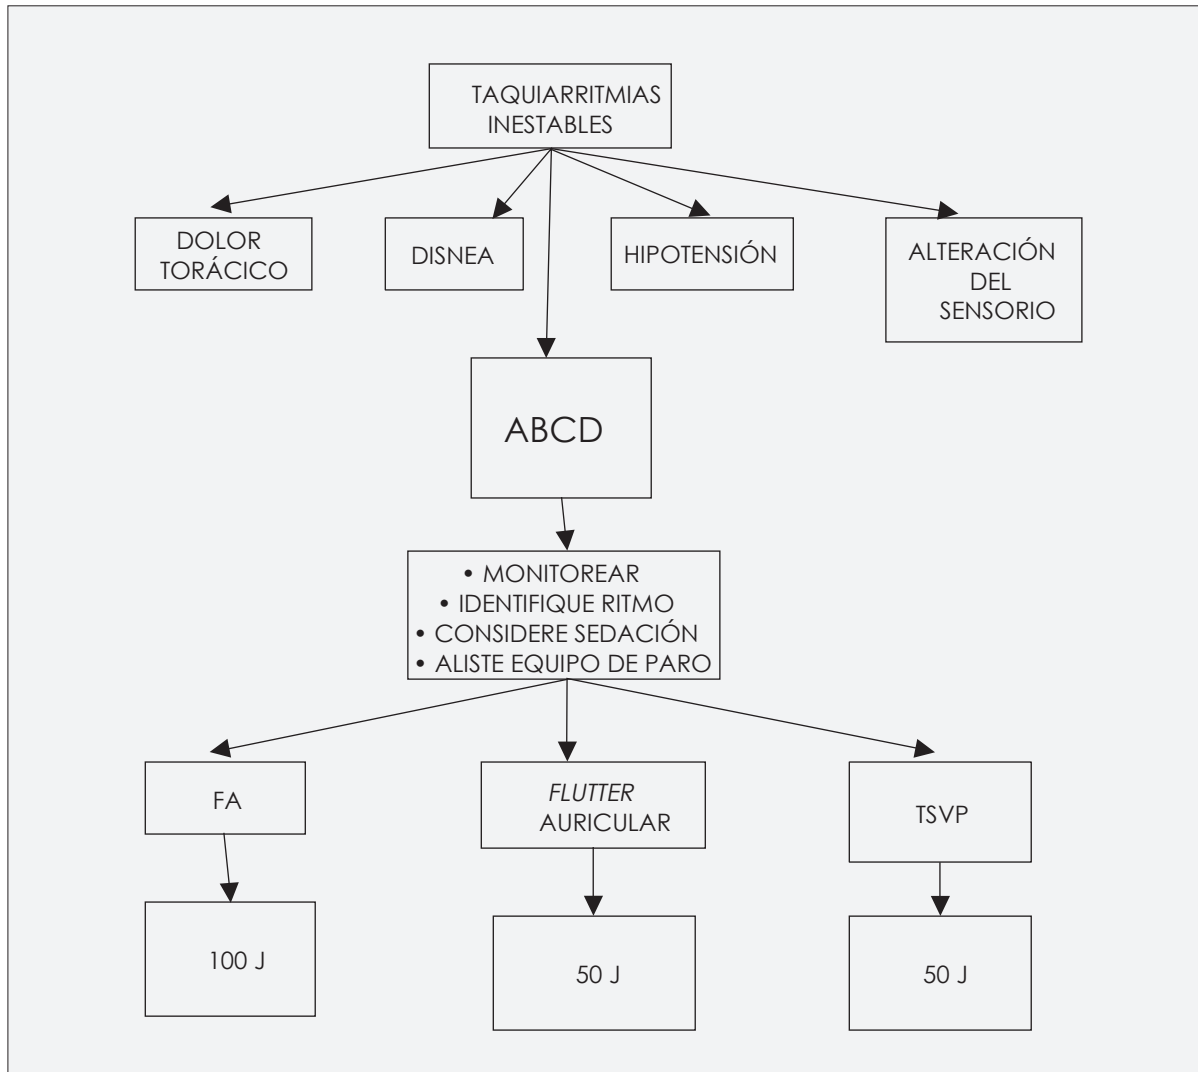 TAQUIARRITMIAS
INESTABLES
DOLOR
TORÁCICO
DISNEA
HIPOTENSIÓN
ALTERACIÓN
DEL
SENSORIO
ABCD
• MONITOREAR
• IDENTIFIQUE RITMO
• CONSIDERE SEDACIÓN
• ALISTE EQUIPO DE PARO
FA
FLUTTER
AURICULAR
TSVP
100 J
50 J
50 J